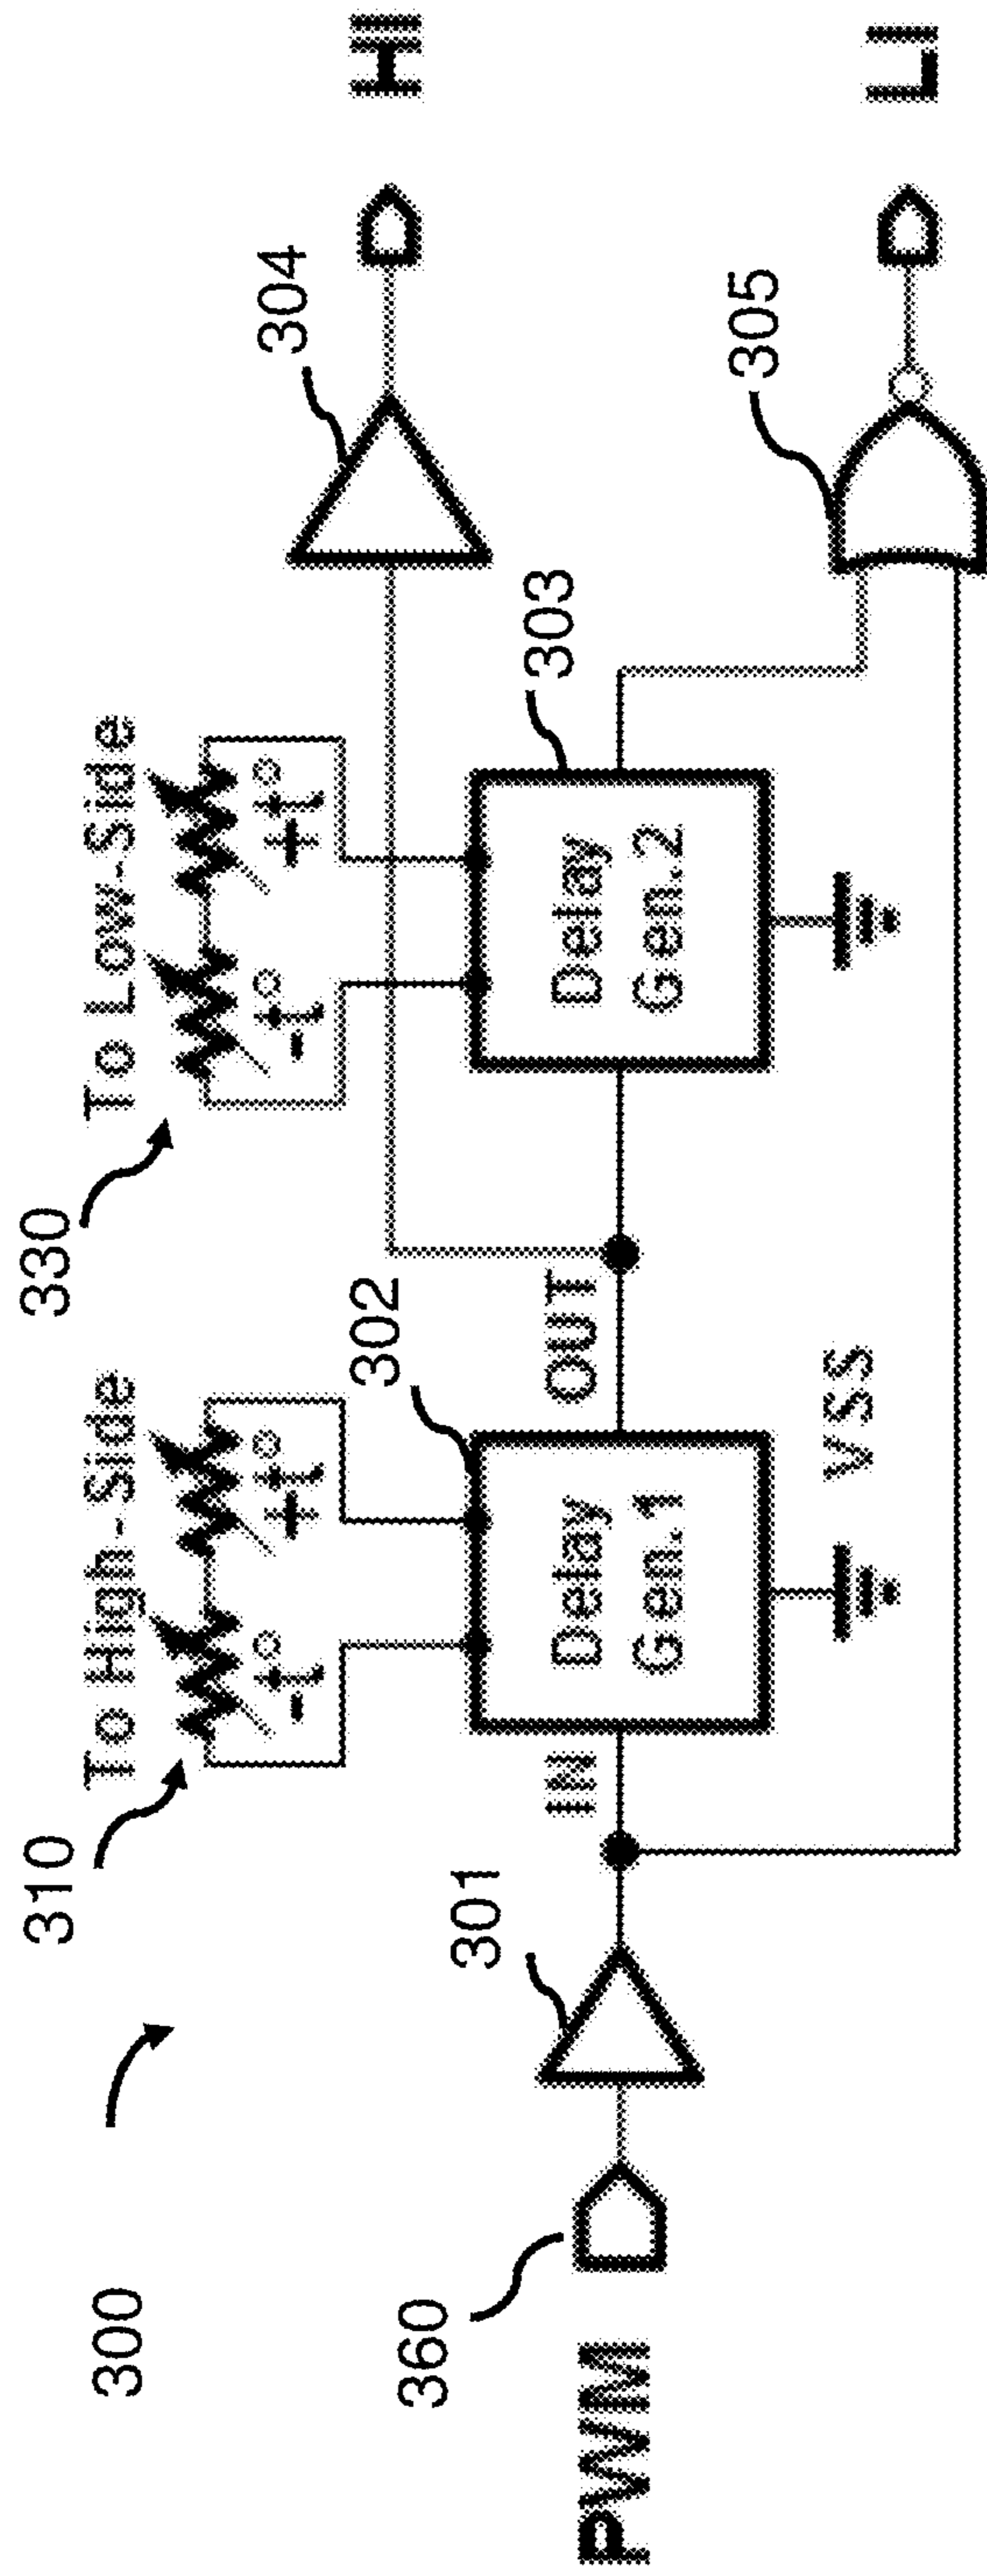 300
310
To High-Side
-t°
+t°
330
To Low-Side
-t°
+t°
360
PWM
301
IN
302
Delay
Gen.1
OUT
VSS
303
Delay
Gen.2
304
HI
305
LI